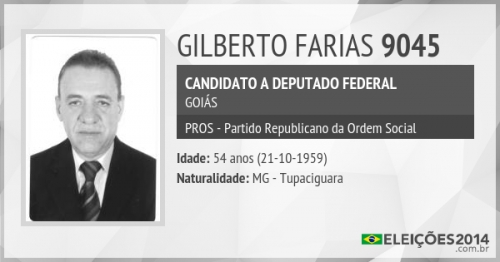 GILBERTO FARIAS 9045
CANDIDATO A DEPUTADO FEDERAL
GOIÁS
PROS - Partido Republicano da Ordem Social
Idade: 54 anos (21-10-1959)
Naturalidade: MG - Tupaciguara
ELEIÇÕES2014
.com.br